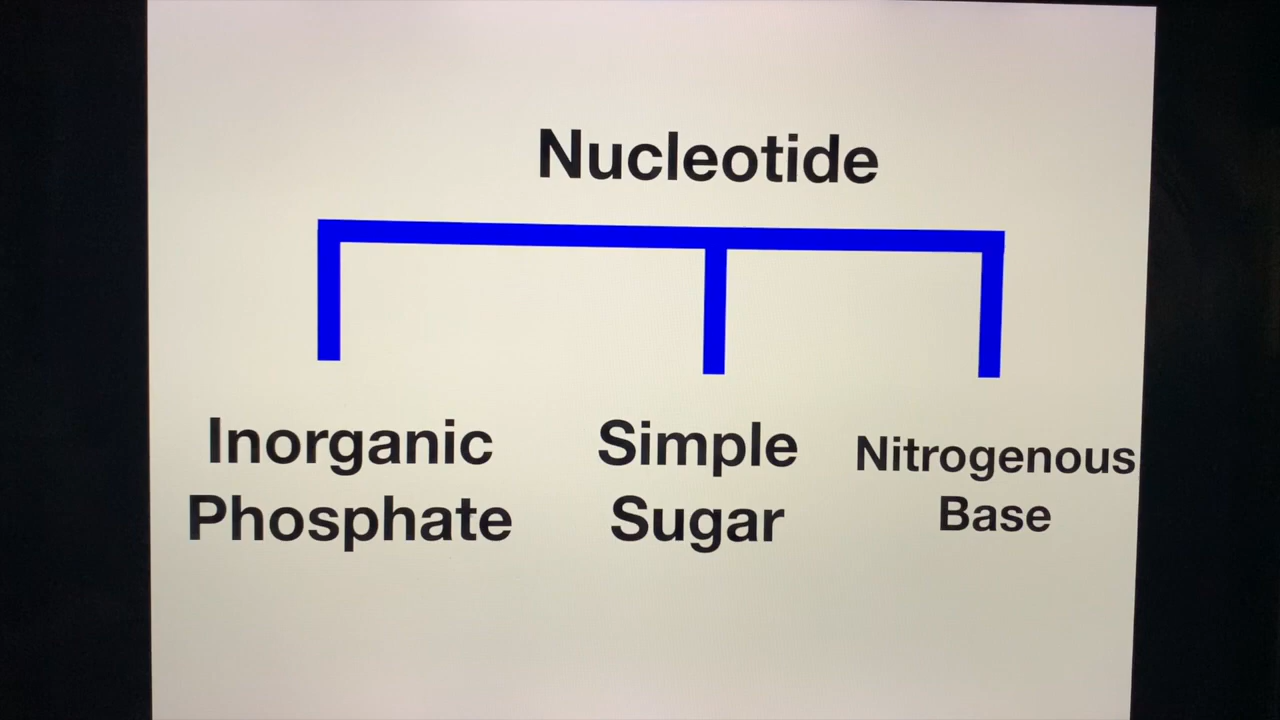 Nucleotide
Inorganic
Phosphate
Simple
Sugar
Nitrogenous
Base